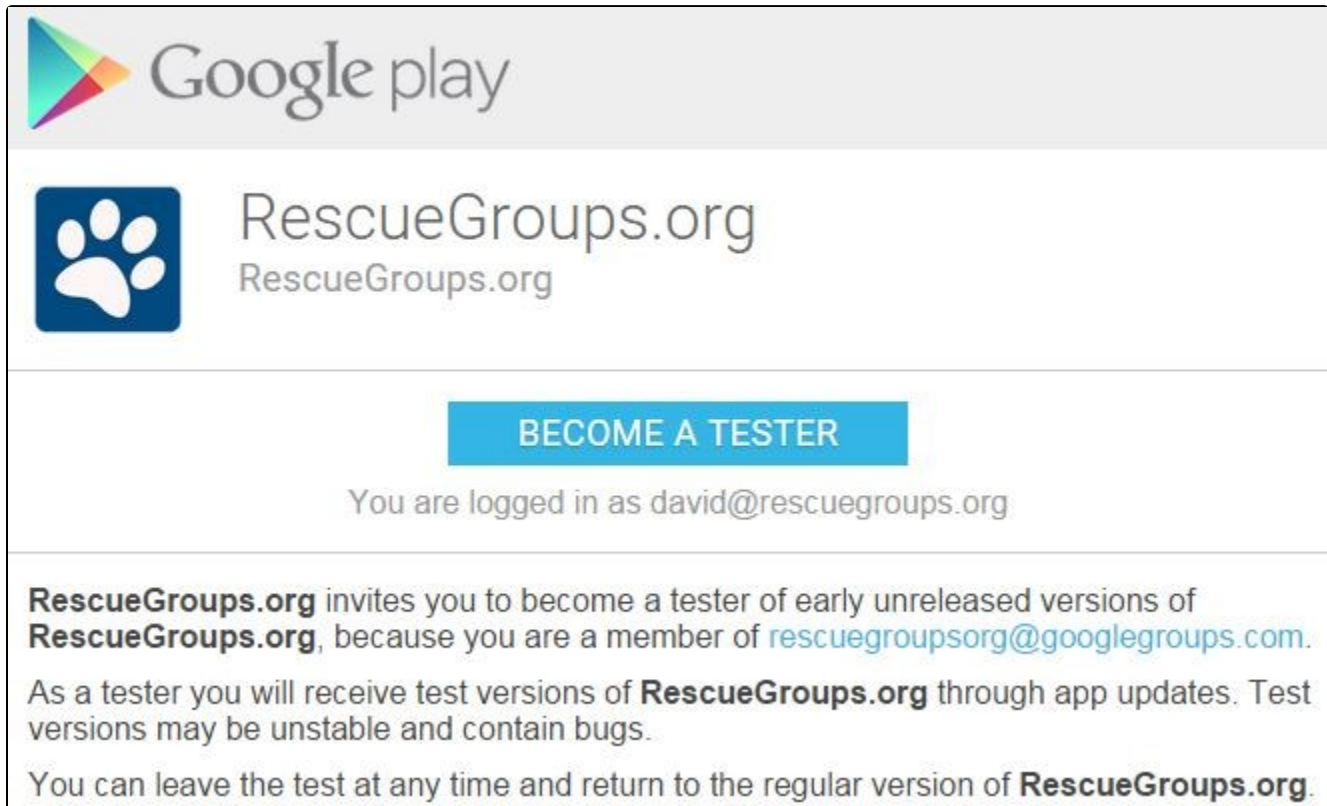 Google play
RescueGroups.org
RescueGroups.org
BECOME A TESTER
You are logged in as david@rescuegroups.org
RescueGroups.org invites you to become a tester of early unreleased versions of
RescueGroups.org, because you are a member of rescuegroupsorg@googlegroups.com.
As a tester you will receive test versions of RescueGroups.org through app updates. Test
versions may be unstable and contain bugs.
You can leave the test at any time and return to the regular version of RescueGroups.org.